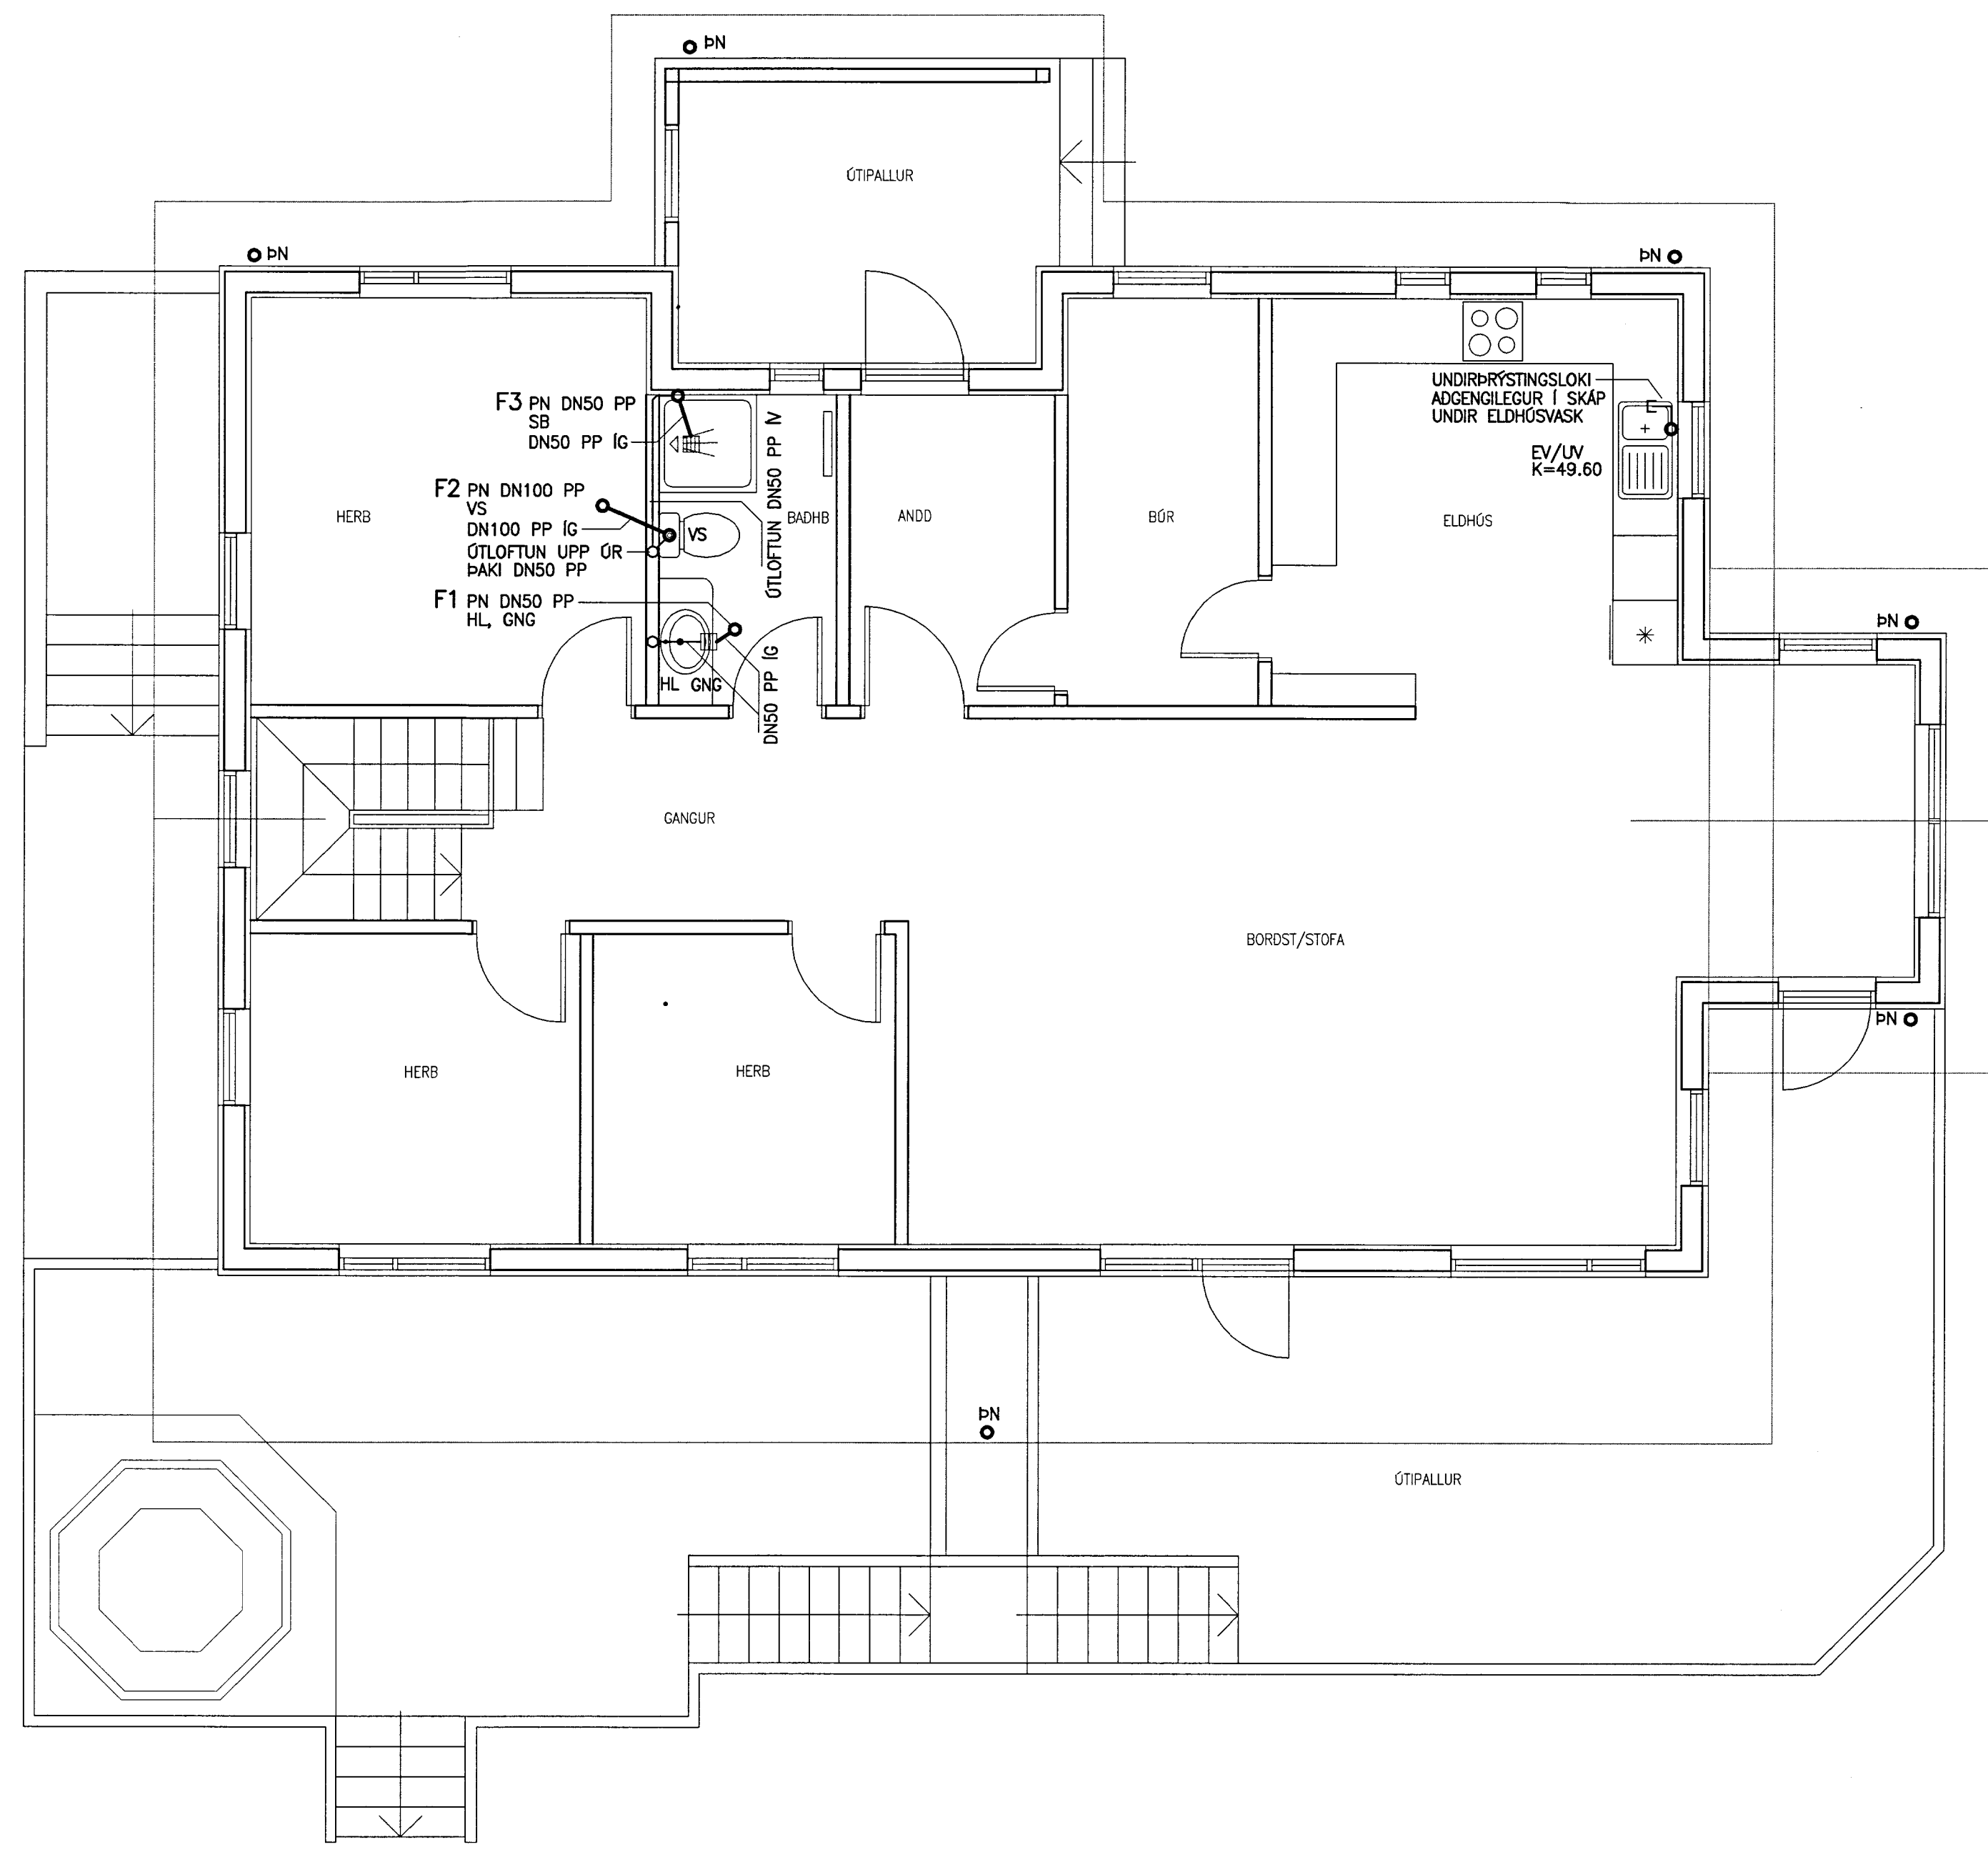 ÞN
ÚTIPALLUR
ÞN
ÞN
F3 PN DN50 PP
SB
DN50 PP ÍG
F2 PN DN100 PP
VS
DN100 PP ÍG
ÚTLOFTUN UPP ÚR
ÞAKI DN50 PP
F1 PN DN50 PP
HL, GNG
ÚTLOFTUN DN50 PP ÍV
VS
HL GNG
DN50 PP ÍG
HERB
BADHB
ANDD
BÚR
ELDHÚS
UNDIRÞRÝSTINGSLOKI
AÐGENGILEGUR Í SKÁP
UNDIR ELDHÚSVASK
E
EV/UV
K=49.60
ÞN
GANGUR
BORDST/STOFA
ÞN
HERB
HERB
ÞN
ÚTIPALLUR